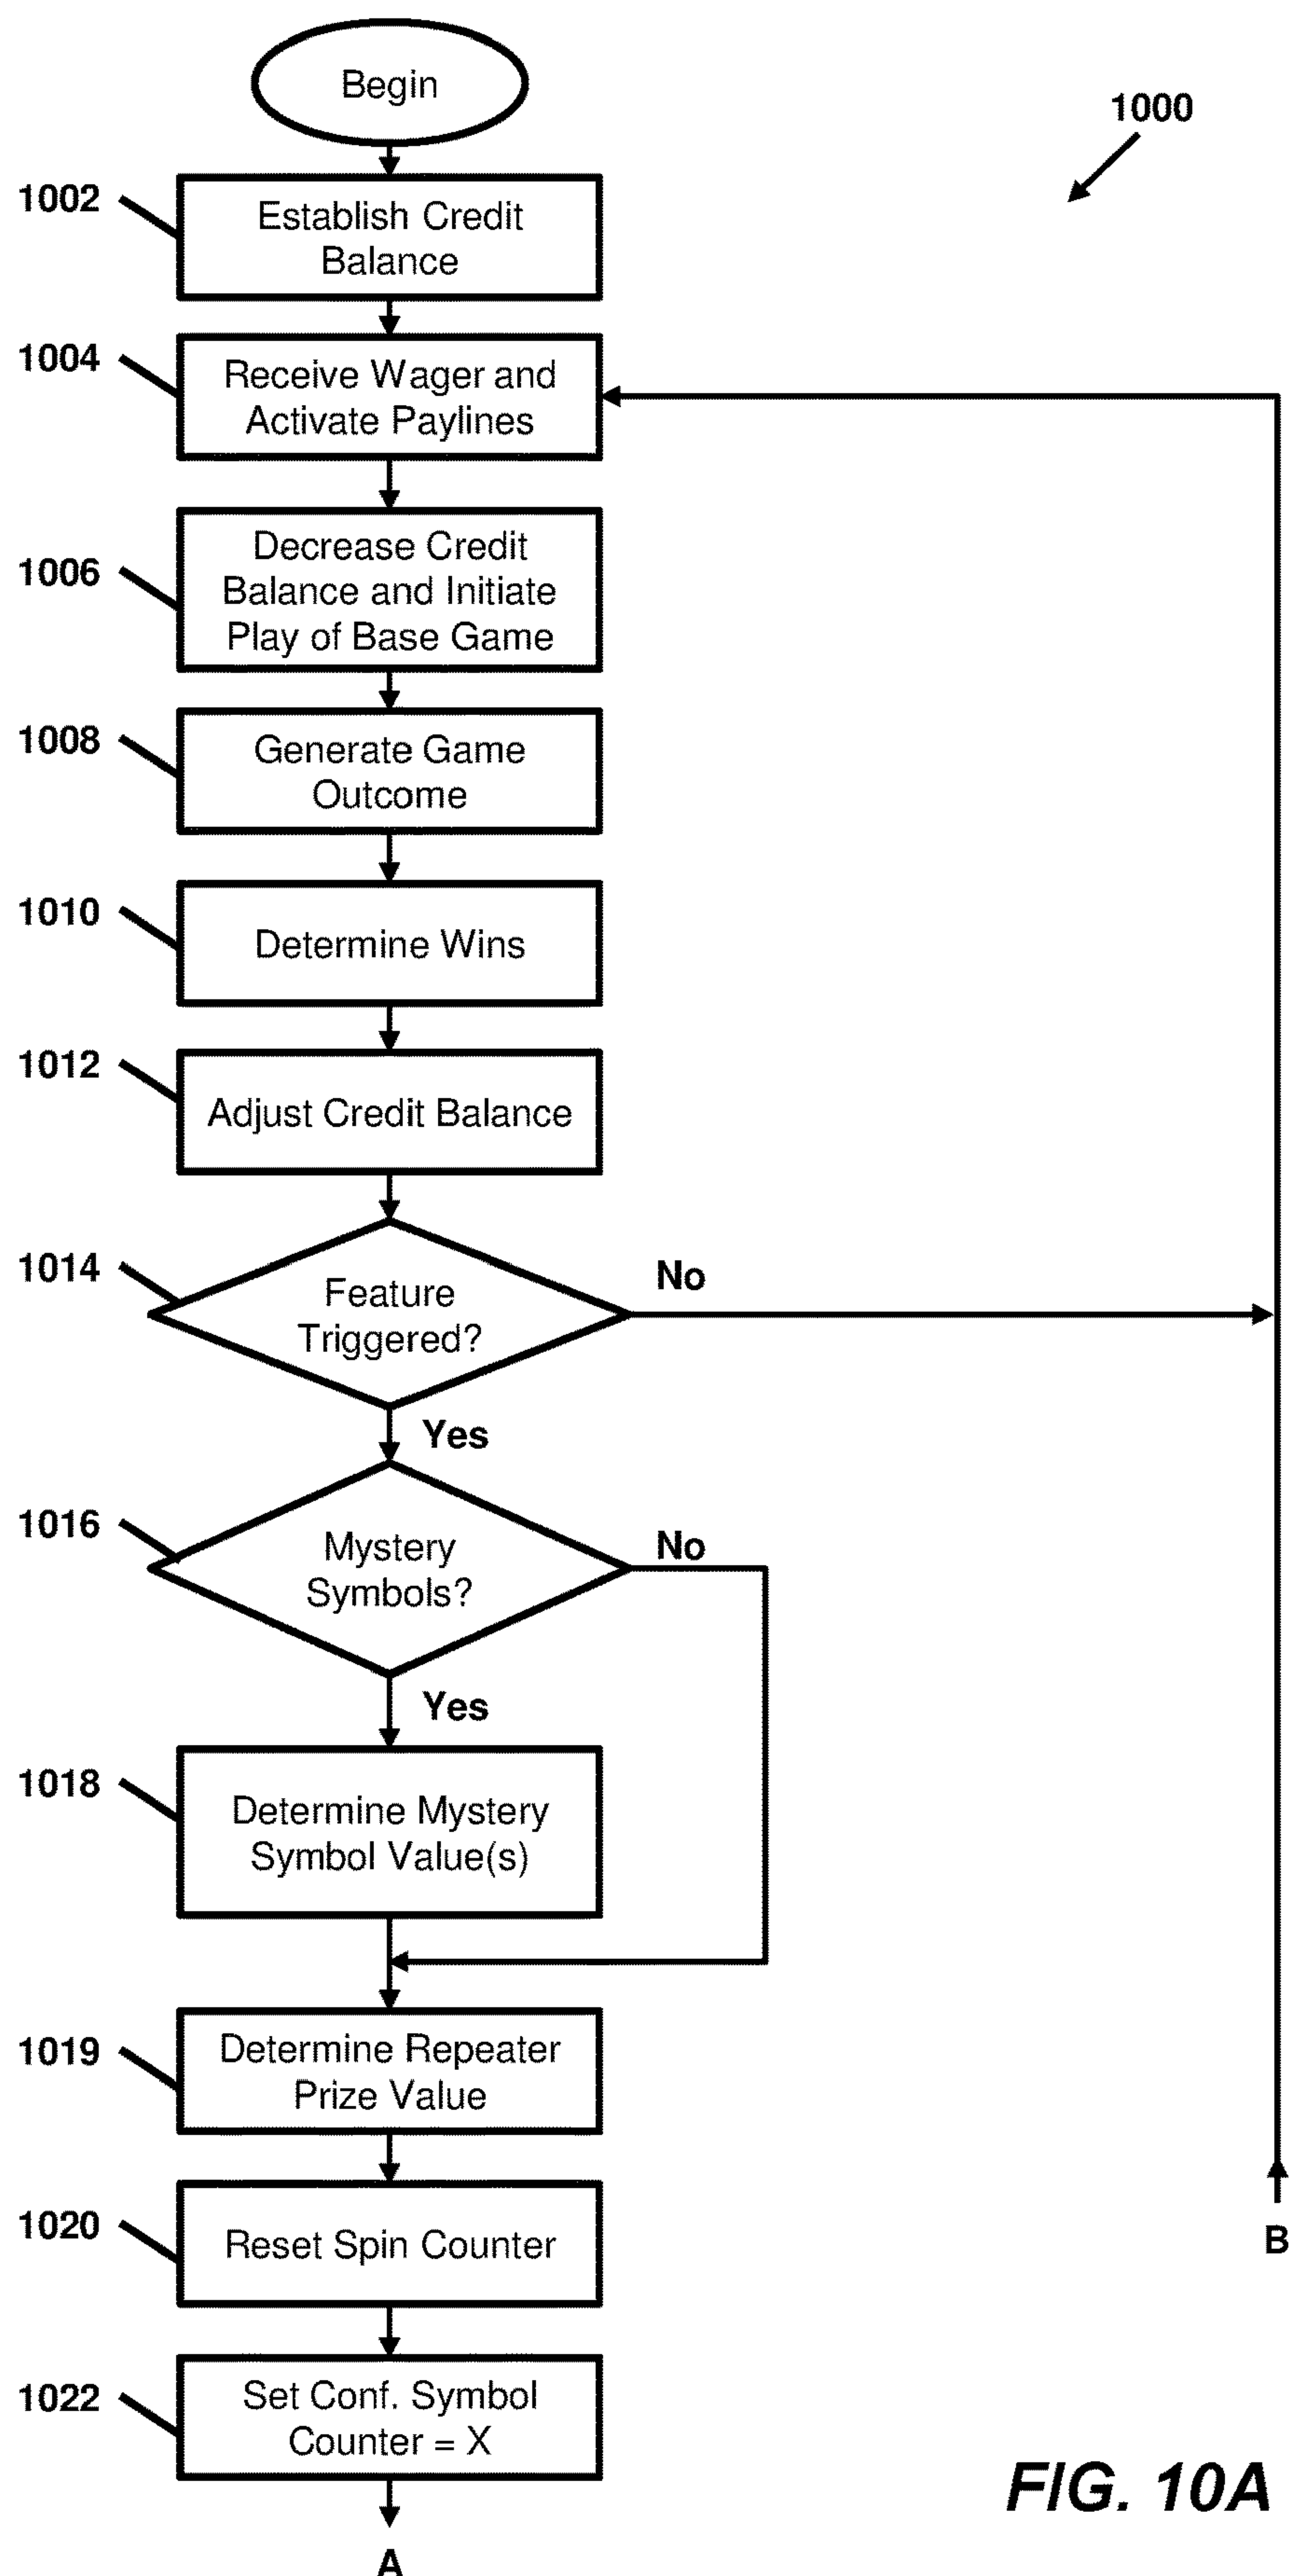 Begin
1000
1002
Establish Credit
Balance
1004
Receive Wager and
Activate Paylines
1006
Decrease Credit
Balance and Initiate
Play of Base Game
1008
Generate Game
Outcome
1010
Determine Wins
1012
Adjust Credit Balance
1014
Feature
Triggered?
No
Yes
1016
Mystery
Symbols?
No
Yes
1018
Determine Mystery
Symbol Value(s)
1019
Determine Repeater
Prize Value
1020
Reset Spin Counter
B
1022
Set Conf. Symbol
Counter = X
FIG. 10A
A